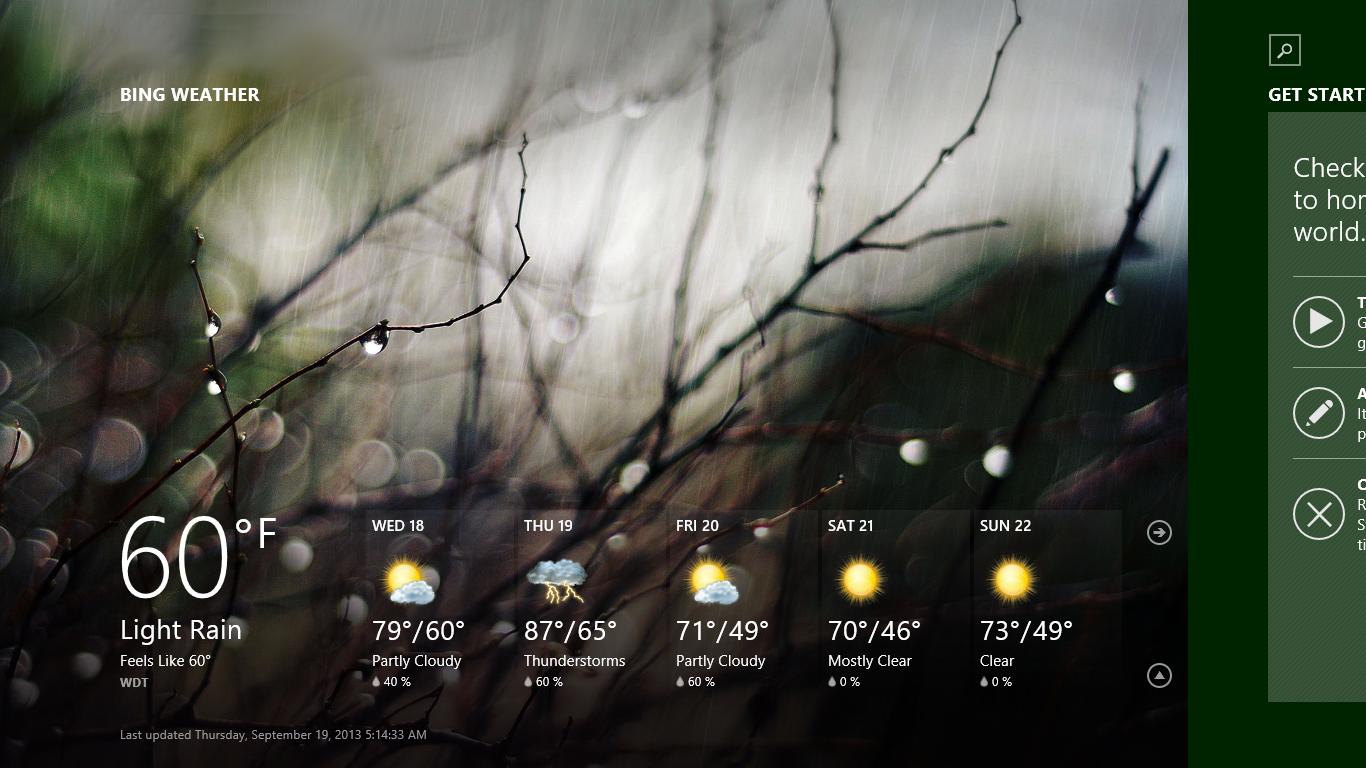 BING WEATHER
60°F
Light Rain
Feels Like 60°
WDT
WED 18
79°/60°
Partly Cloudy
40 %
THU 19
87°/65°
Thunderstorms
60 %
FRI 20
71°/49°
Partly Cloudy
60 %
SAT 21
70°/46°
Mostly Clear
0 %
SUN 22
73°/49°
Clear
0 %
Last updated Thursday, September 19, 2013 5:14:33 AM
GET START
Check
to hor
world.
T
G
g
A
It
p
C
R
S
ti